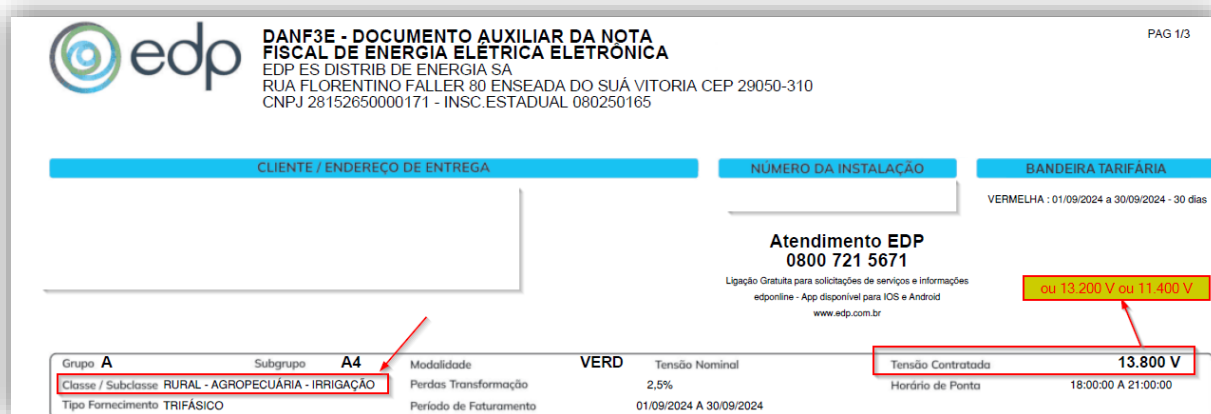 edp
DANF3E - DOCUMENTO AUXILIAR DA NOTA
FISCAL DE ENERGIA ELÉTRICA ELETRÔNICA
EDP ES DISTRIB DE ENERGIA SA
RUA FLORENTINO FALLER 80 ENSEADA DO SUÁ VITORIA CEP 29050-310
CNPJ 28152650000171 - INSC.ESTADUAL 080250165
PAG 1/3
CLIENTE / ENDEREÇO DE ENTREGA
NÚMERO DA INSTALAÇÃO
BANDEIRA TARIFÁRIA
VERMELHA : 01/09/2024 a 30/09/2024 - 30 dias
Atendimento EDP
0800 721 5671
Ligação Gratuita para solicitações de serviços e informações
edponline - App disponível para IOS e Android
www.edp.com.br
ou 13.200 V ou 11.400 V
Grupo A Subgrupo A4 Modalidade VERD Tensão Nominal Tensão Contratada 13.800 V
Classe / Subclasse RURAL - AGROPECUÁRIA - IRRIGAÇÃO Perdas Transformação 2,5% Horário de Ponta 18:00:00 A 21:00:00
Tipo Fornecimento TRIFÁSICO Período de Faturamento 01/09/2024 A 30/09/2024